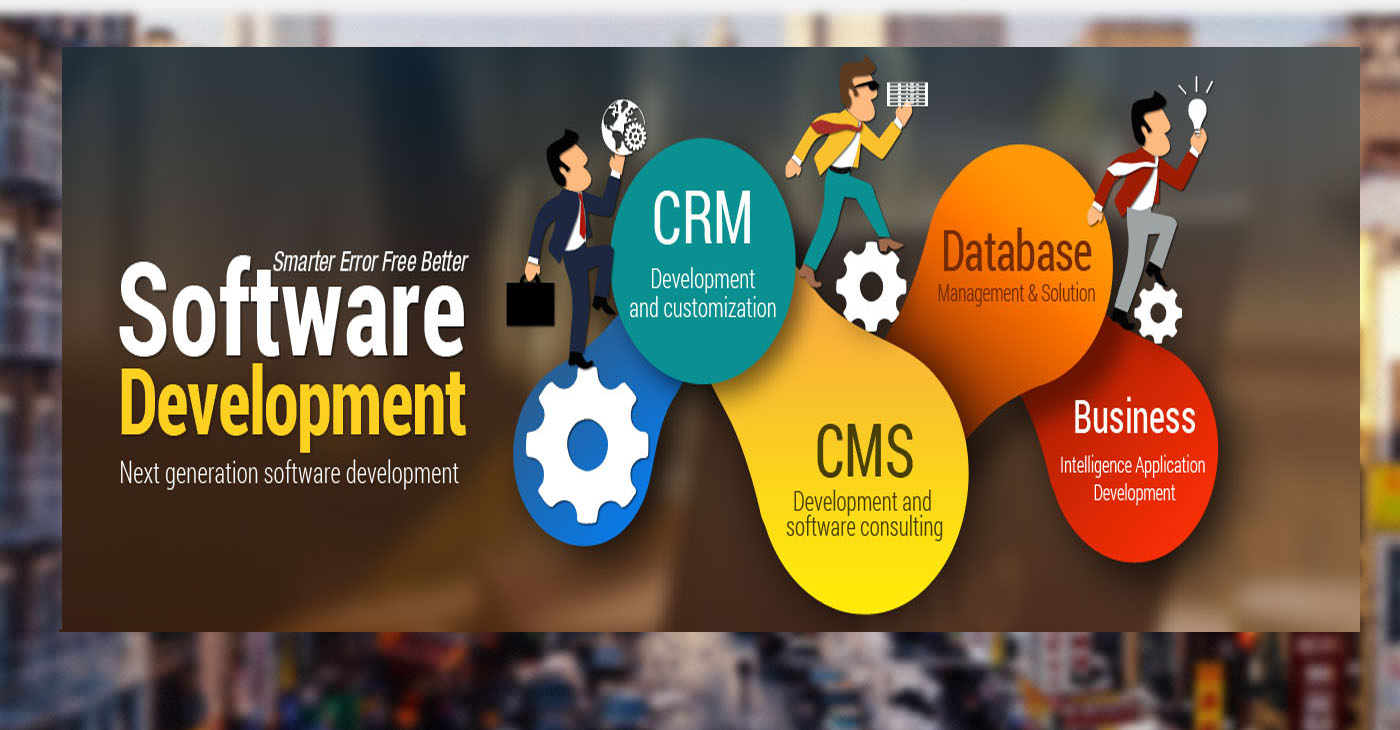 Smarter Error Free Better
Software
Development
Next generation software development
CRM
Development
and customization
CMS
Development and
software consulting
Database
Management & Solution
Business
Intelligence Application
Development